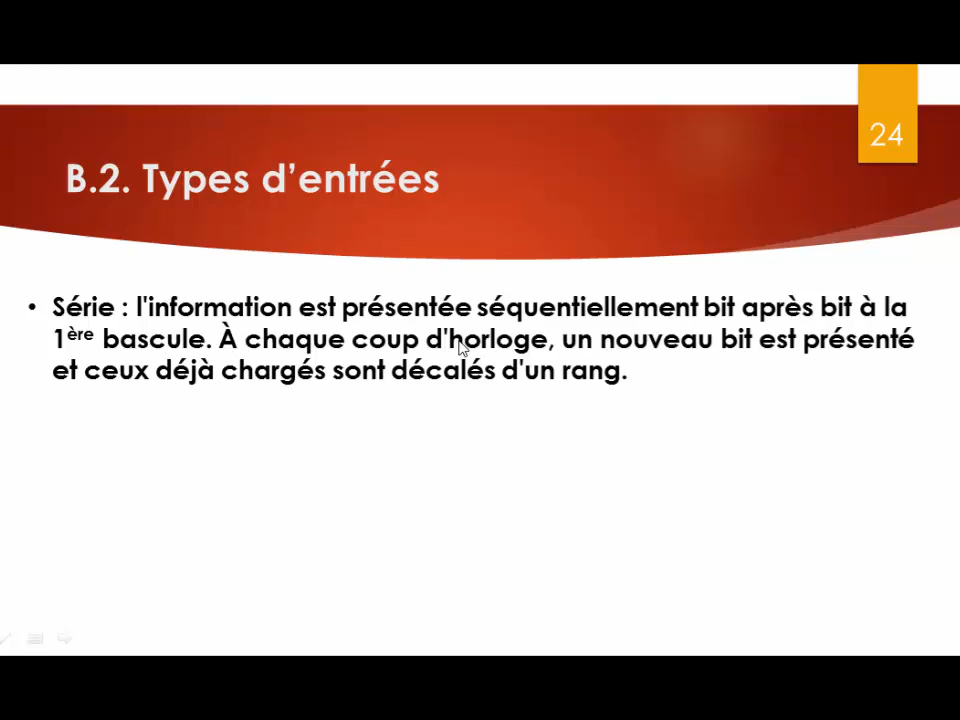 24
B.2. Types d’entrées
• Série : l'information est présentée séquentiellement bit après bit à la
1ère bascule. À chaque coup d'horloge, un nouveau bit est présenté
et ceux déjà chargés sont décalés d'un rang.